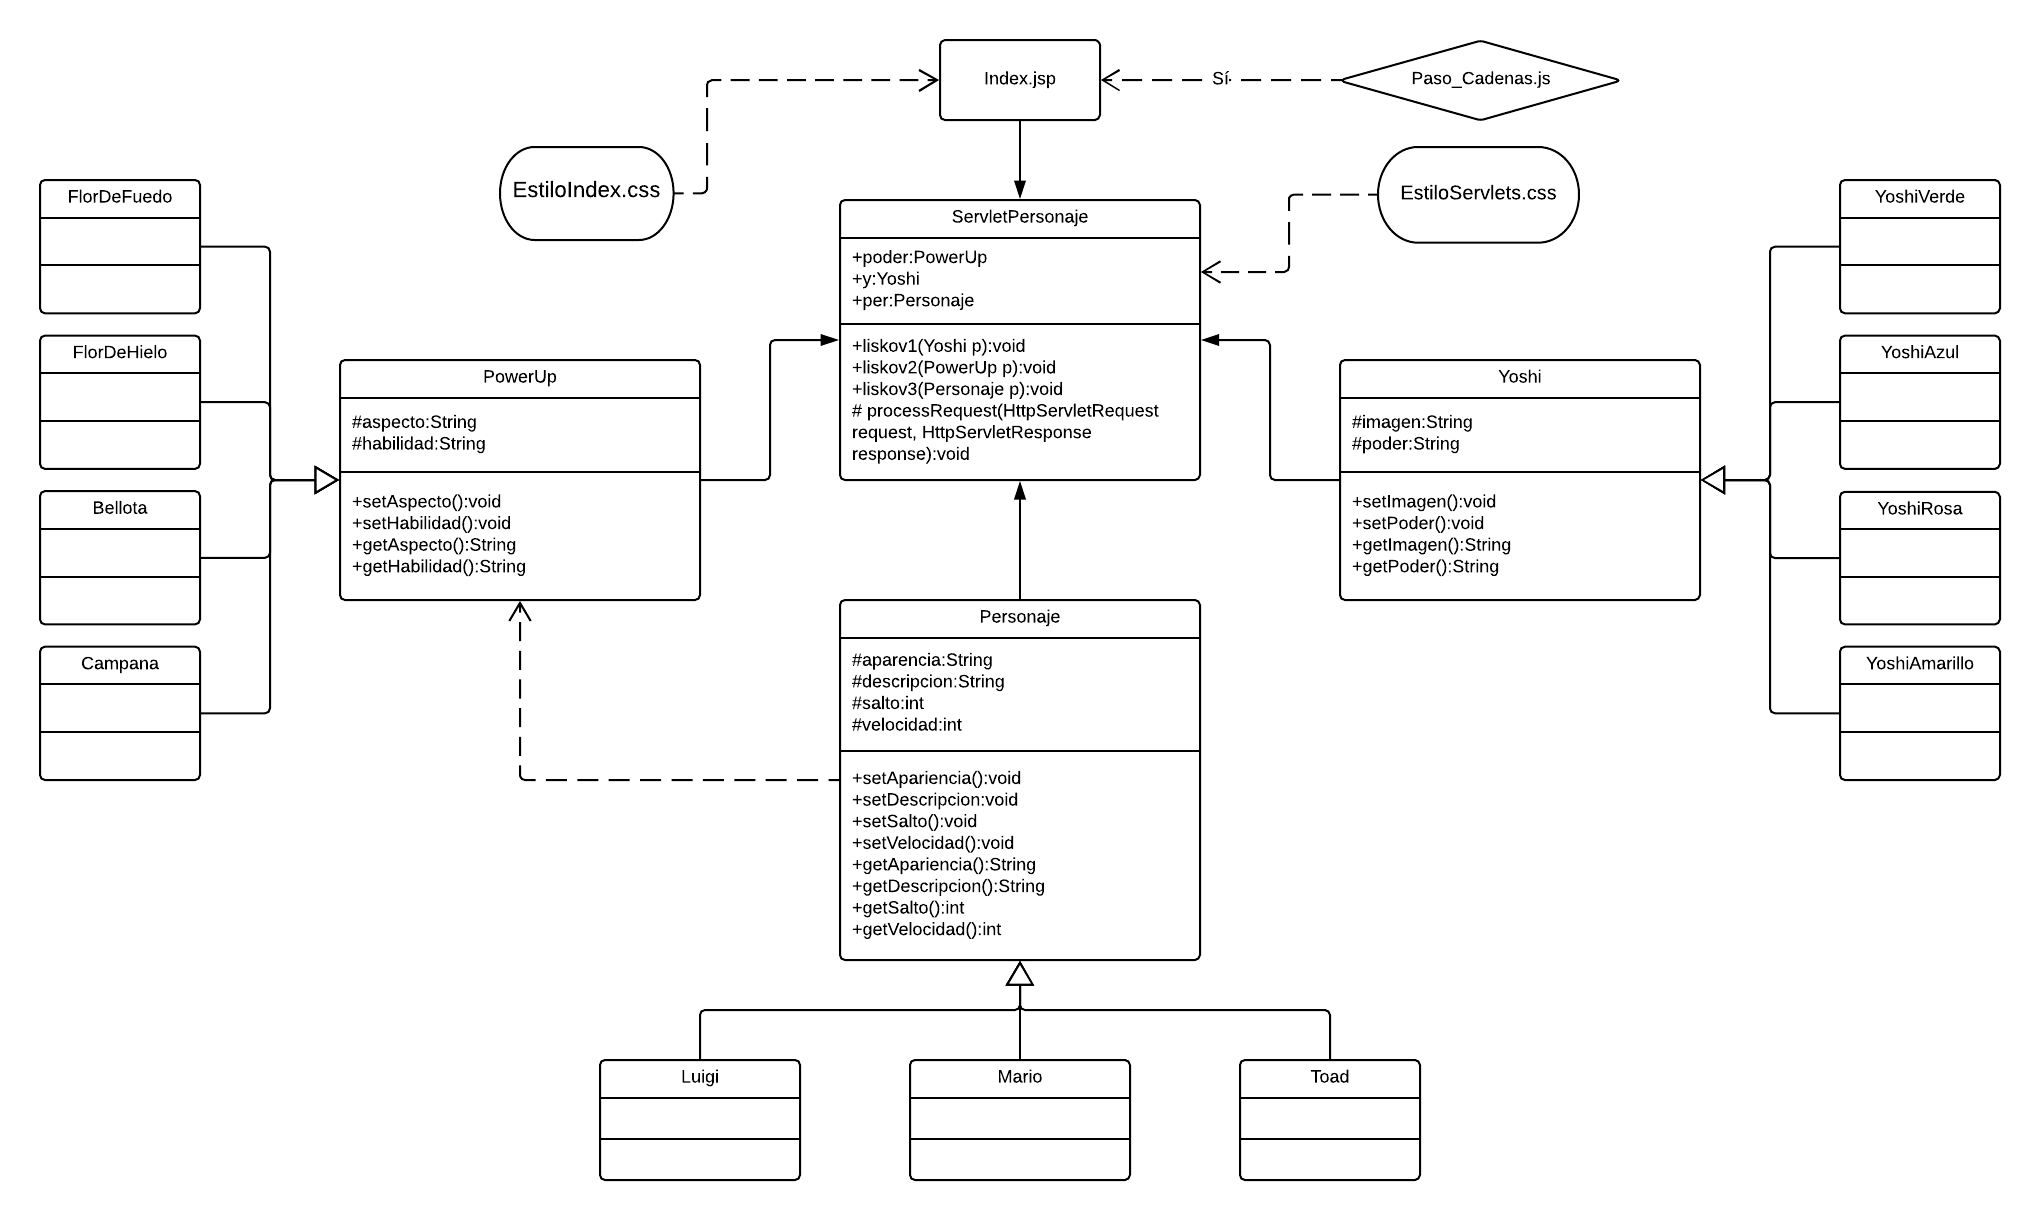 Index.jsp
Sí
Paso_Cadenas.js
EstiloIndex.css
EstiloServlets.css
FlorDeFuedo
FlorDeHielo
Bellota
Campana
PowerUp
#aspecto:String
#habilidad:String
+setAspecto():void
+setHabilidad():void
+getAspecto():String
+getHabilidad():String
ServletPersonaje
+poder:PowerUp
+y:Yoshi
+per:Personaje
+liskov1(Yoshi p):void
+liskov2(PowerUp p):void
+liskov3(Personaje p):void
# processRequest(HttpServletRequest
request, HttpServletResponse
response):void
Yoshi
#imagen:String
#poder:String
+setImagen():void
+setPoder():void
+getImagen():String
+getPoder():String
YoshiVerde
YoshiAzul
YoshiRosa
YoshiAmarillo
Personaje
#aparencia:String
#descripcion:String
#salto:int
#velocidad:int
+setApariencia():void
+setDescripcion:void
+setSalto():void
+setVelocidad():void
+getApariencia():String
+getDescripcion():String
+getSalto():int
+getVelocidad():int
Luigi
Mario
Toad